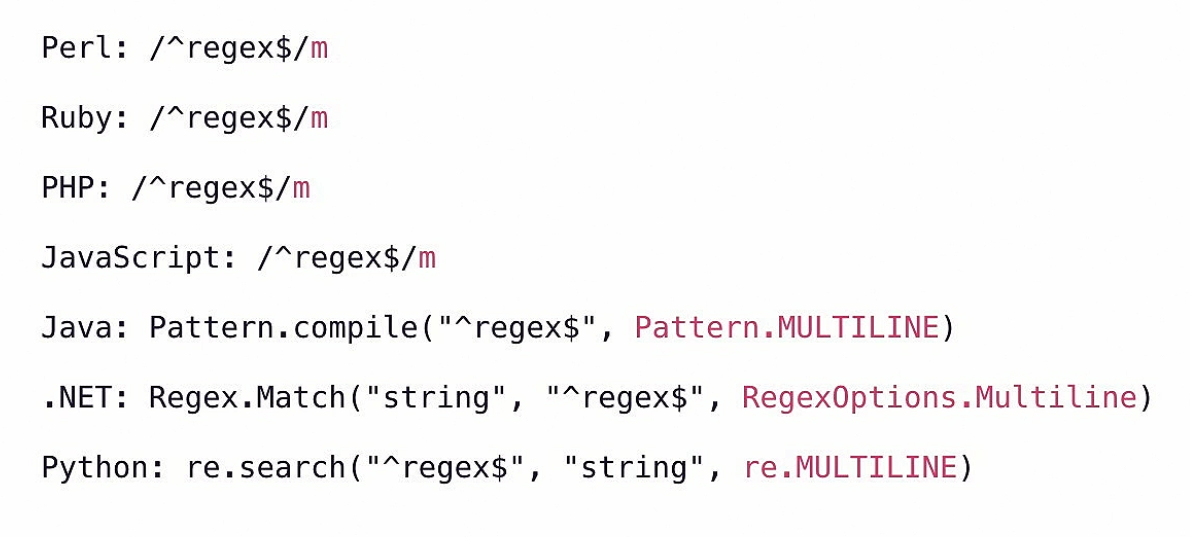 Perl: /^regex$/m
Ruby: /^regex$/m
PHP: /^regex$/m
JavaScript: /^regex$/m
Java: Pattern.compile("^regex$", Pattern.MULTILINE)
.NET: Regex.Match("string", "^regex$", RegexOptions.Multiline)
Python: re.search("^regex$", "string", re.MULTILINE)